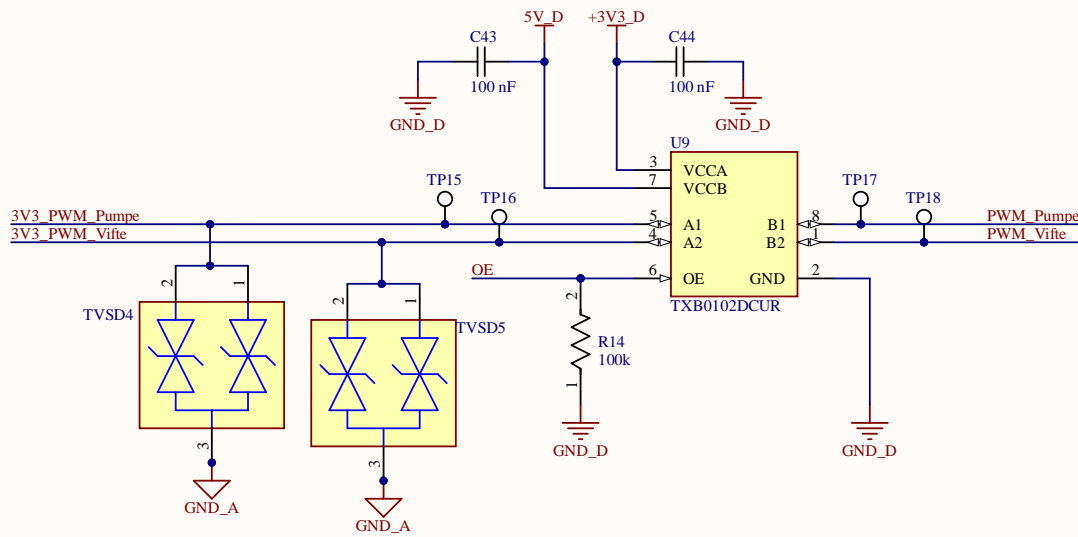 5V_D
+3V3_D
C43
C44
100 nF
100 nF
GND_D
GND_D
U9
3
VCCA
7
VCCB
TP15
TP16
TP17
TP18
3V3_PWM_Pumpe
5
A1
B1
8
PWM_Pumpe
3V3_PWM_Vifte
4
A2
B2
1
PWM_Vifte
OE
6
OE
GND
2
TXB0102DCUR
2
1
TVSD4
2
1
TVSD5
2
R14
100k
1
3
GND_A
3
GND_A
GND_D
GND_D